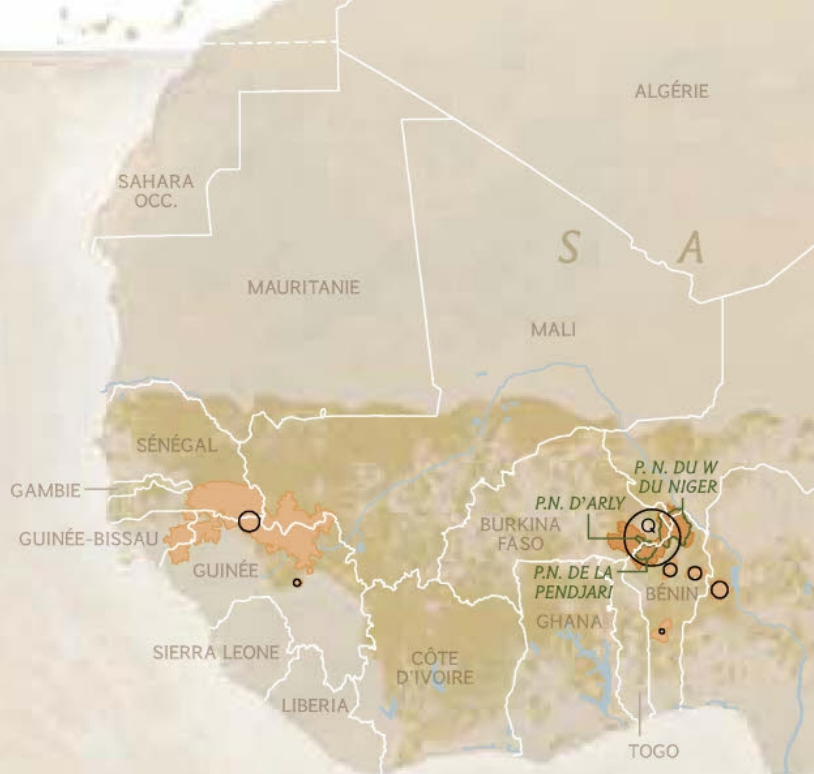 ALGÉRIE
SAHARA
OCC.
S A
MAURITANIE
MALI
SÉNÉGAL
GAMBIE
P. N. DU W
DU NIGER
P.N. D'ARLY
Q
BURKINA
FASO
GUINÉE-BISSAU
GUINÉE
P.N. DE LA
PENDJARI
BÉNIN
GHANA
SIERRA LEONE
CÔTE
D'IVOIRE
LIBERIA
TOGO